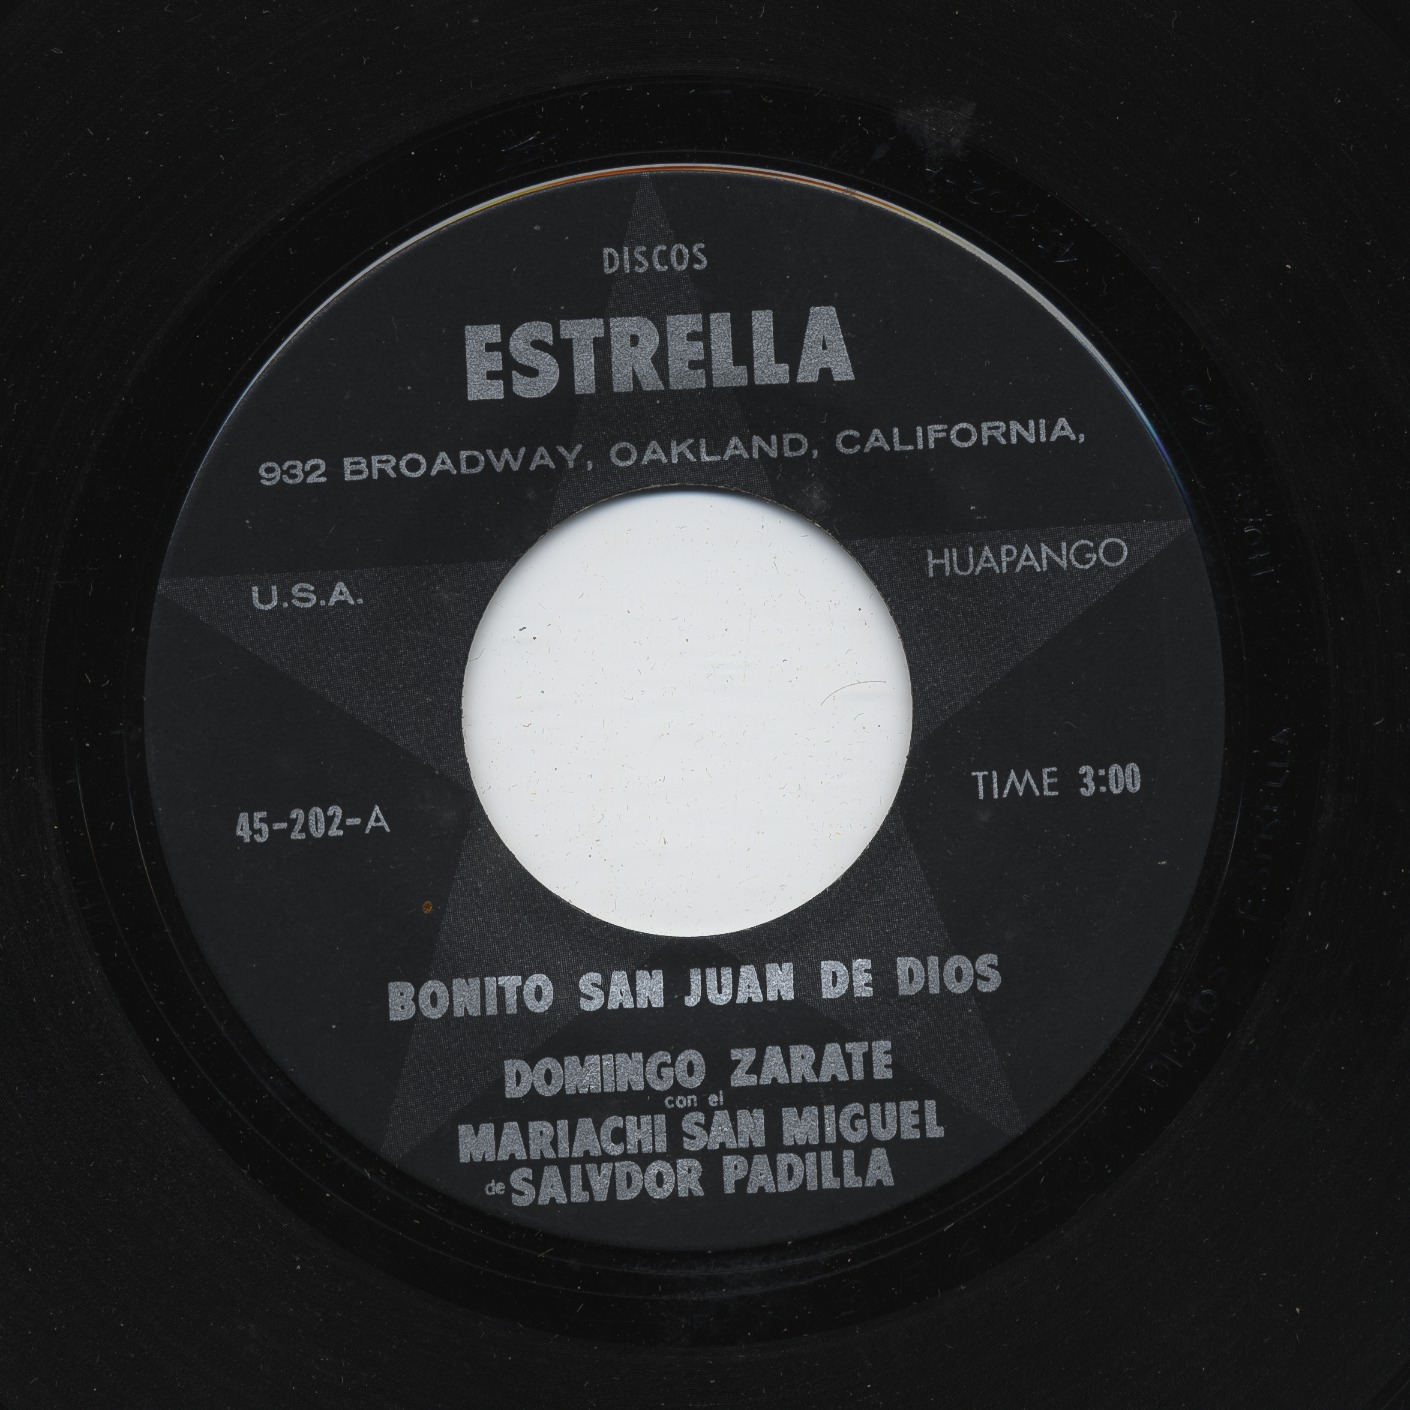 DISCOS
ESTRELLA
932 BROADWAY, OAKLAND, CALIFORNIA,
U.S.A.
HUAPANGO
45-202-A
TIME 3:00
BONITO SAN JUAN DE DIOS
DOMINGO ZARATE
con el
MARIACHI SAN MIGUEL
de SALVDOR PADILLA